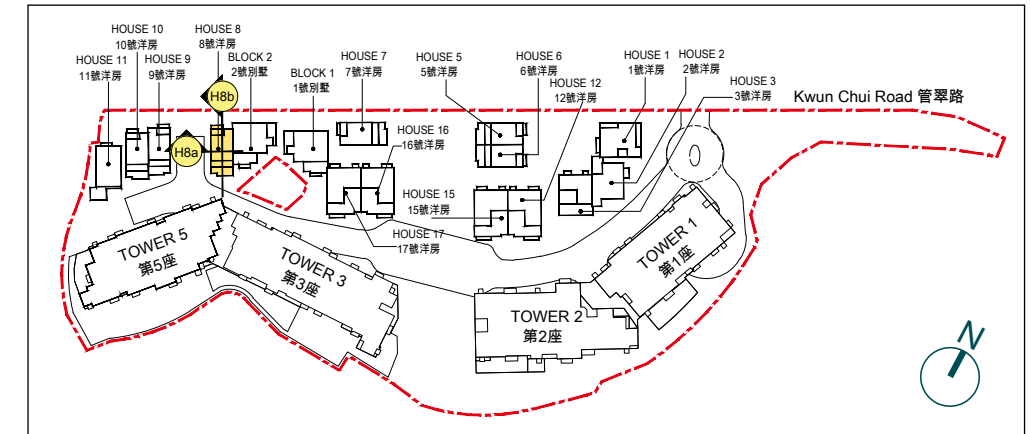 HOUSE 10
10號洋房
HOUSE 8
8號洋房
HOUSE 11
11號洋房
HOUSE 9
9號洋房
BLOCK 2
2號別墅
BLOCK 1
1號別墅
HOUSE 7
7號洋房
HOUSE 5
5號洋房
HOUSE 6
6號洋房
HOUSE 12
12號洋房
HOUSE 1
1號洋房
HOUSE 2
2號洋房
HOUSE 3
3號洋房
Kwun Chui Road 管翠路
H8b
H8a
HOUSE 16
16號洋房
HOUSE 15
15號洋房
HOUSE 17
17號洋房
TOWER 5
第5座
TOWER 3
第3座
TOWER 2
第2座
TOWER 1
第1座
N